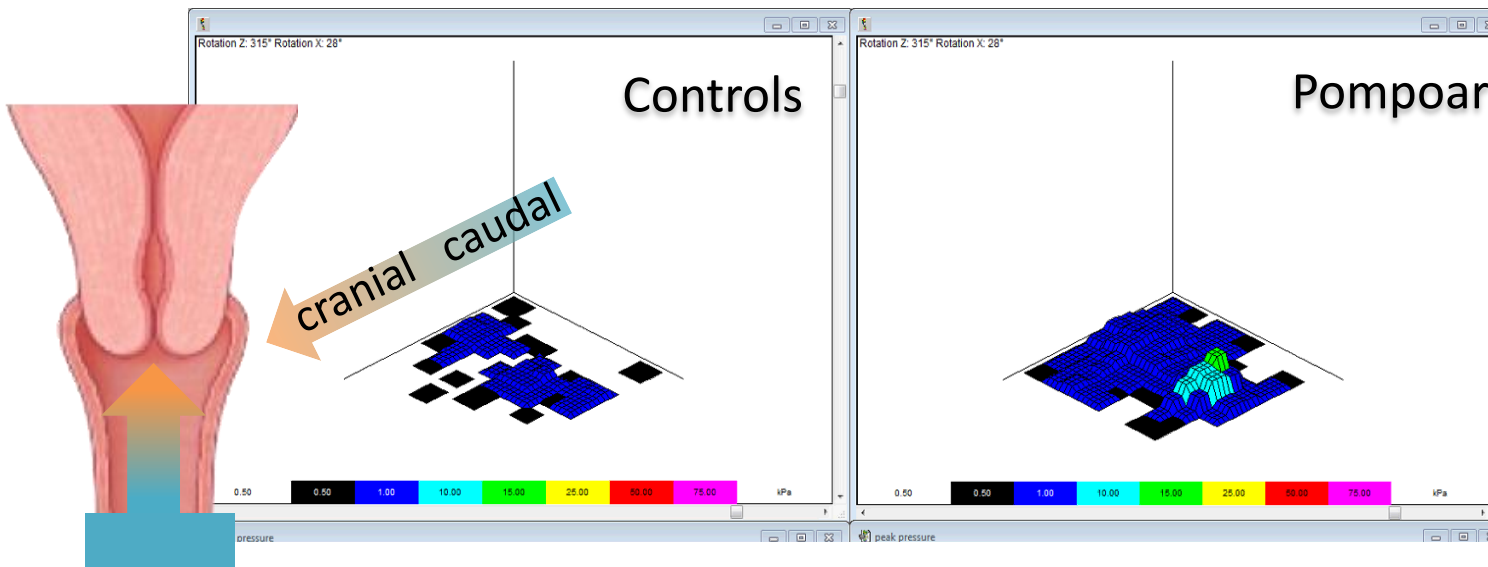 Rotation Z: 315° Rotation X: 28°
Controls
cranial caudal
0.50 0.50 1.00 10.00 15.00 25.00 50.00 75.00 kPa
pressure
Rotation Z: 315° Rotation X: 28°
Pompoar
0.50 0.50 1.00 10.00 15.00 25.00 50.00 75.00 kPa
peak pressure